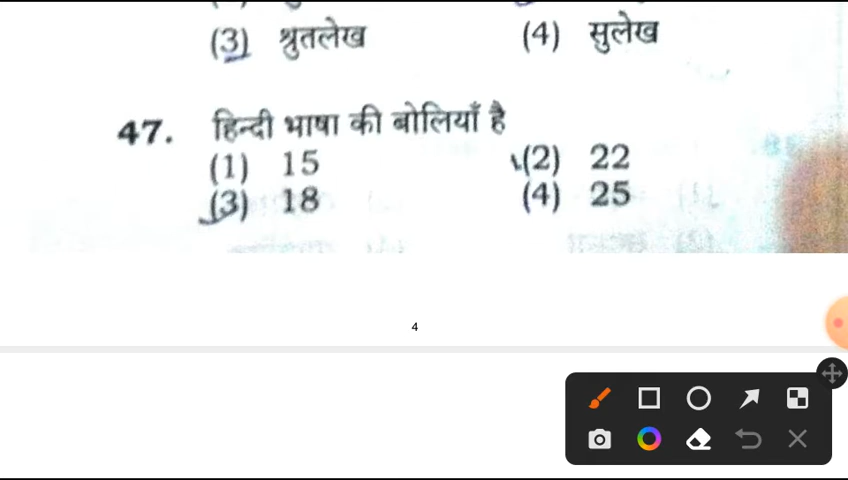 (3) श्रुतलेख (4) सुलेख
47. हिन्दी भाषा की बोलियाँ है
(1) 15 (2) 22
(3) 18 (4) 25
4